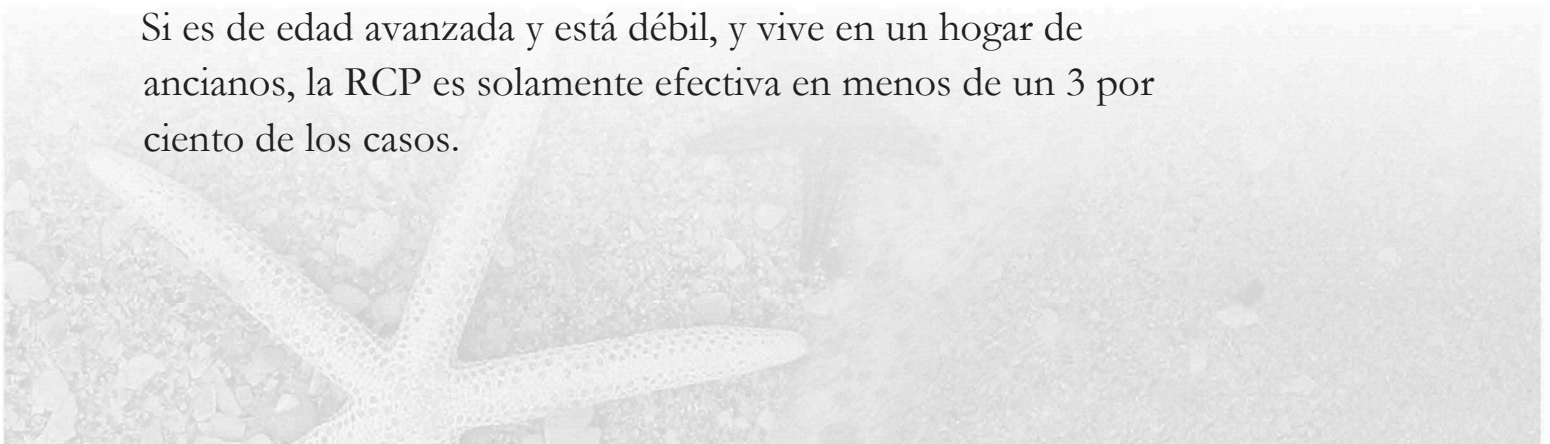 Si es de edad avanzada y está débil, y vive en un hogar de
ancianos, la RCP es solamente efectiva en menos de un 3 por
ciento de los casos.